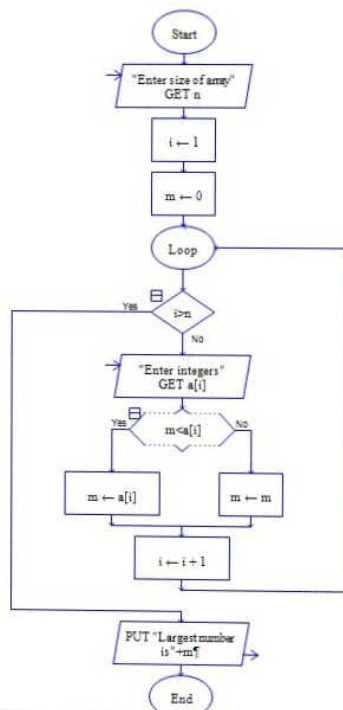 Start
"Enter size of array"
GET n
i ← 1
m ← 0
Loop
Yes
i>n
No
"Enter integers"
GET a[i]
Yes
m<a[i]
No
m ← a[i]
m ← m
i ← i + 1
PUT "Largest number
is"+m¶
End